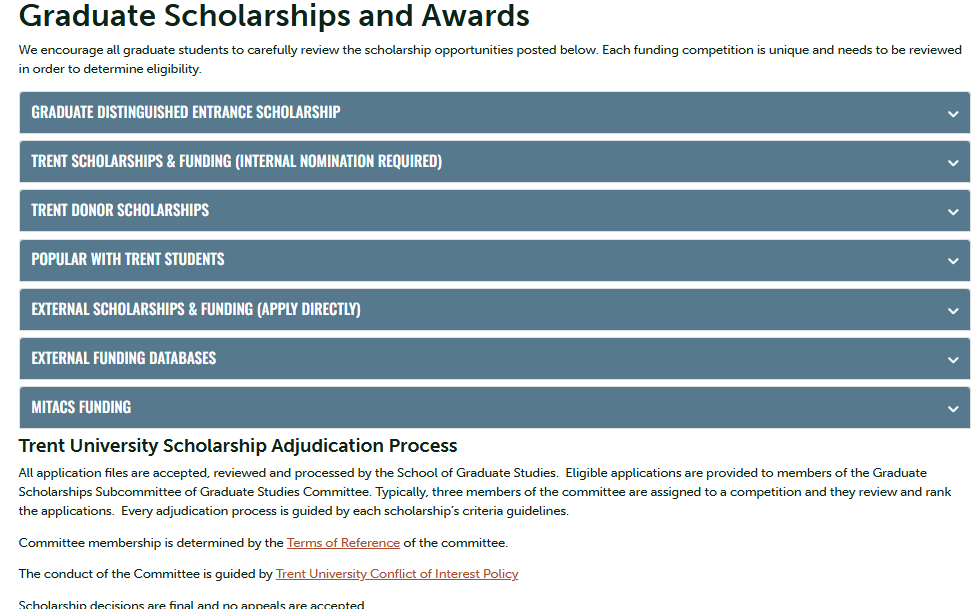 Graduate Scholarships and Awards
We encourage all graduate students to carefully review the scholarship opportunities posted below. Each funding competition is unique and needs to be reviewed
in order to determine eligibility.
GRADUATE DISTINGUISHED ENTRANCE SCHOLARSHIP
TRENT SCHOLARSHIPS & FUNDING (INTERNAL NOMINATION REQUIRED)
TRENT DONOR SCHOLARSHIPS
POPULAR WITH TRENT STUDENTS
EXTERNAL SCHOLARSHIPS & FUNDING (APPLY DIRECTLY)
EXTERNAL FUNDING DATABASES
MITACS FUNDING
Trent University Scholarship Adjudication Process
All application files are accepted, reviewed and processed by the School of Graduate Studies.  Eligible applications are provided to members of the Graduate
Scholarships Subcommittee of Graduate Studies Committee. Typically, three members of the committee are assigned to a competition and they review and rank
the applications.  Every adjudication process is guided by each scholarship's criteria guidelines.
Committee membership is determined by the Terms of Reference of the committee.
The conduct of the Committee is guided by Trent University Conflict of Interest Policy
Scholarship decisions are final and no appeals are accepted